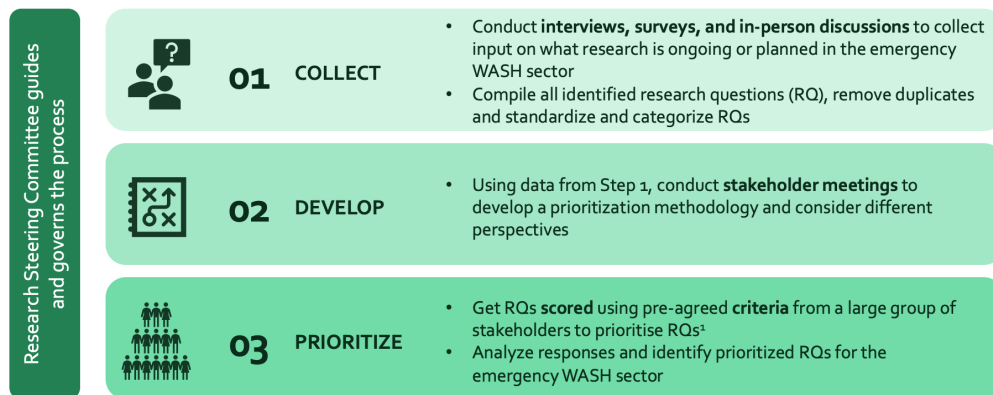 Research Steering Committee guides
and governs the process
?
01 COLLECT
• Conduct interviews, surveys, and in-person discussions to collect
input on what research is ongoing or planned in the emergency
WASH sector
• Compile all identified research questions (RQ), remove duplicates
and standardize and categorize RQs
02 DEVELOP
• Using data from Step 1, conduct stakeholder meetings to
develop a prioritization methodology and consider different
perspectives
03 PRIORITIZE
• Get RQs scored using pre-agreed criteria from a large group of
stakeholders to prioritise RQs¹
• Analyze responses and identify prioritized RQs for the
emergency WASH sector